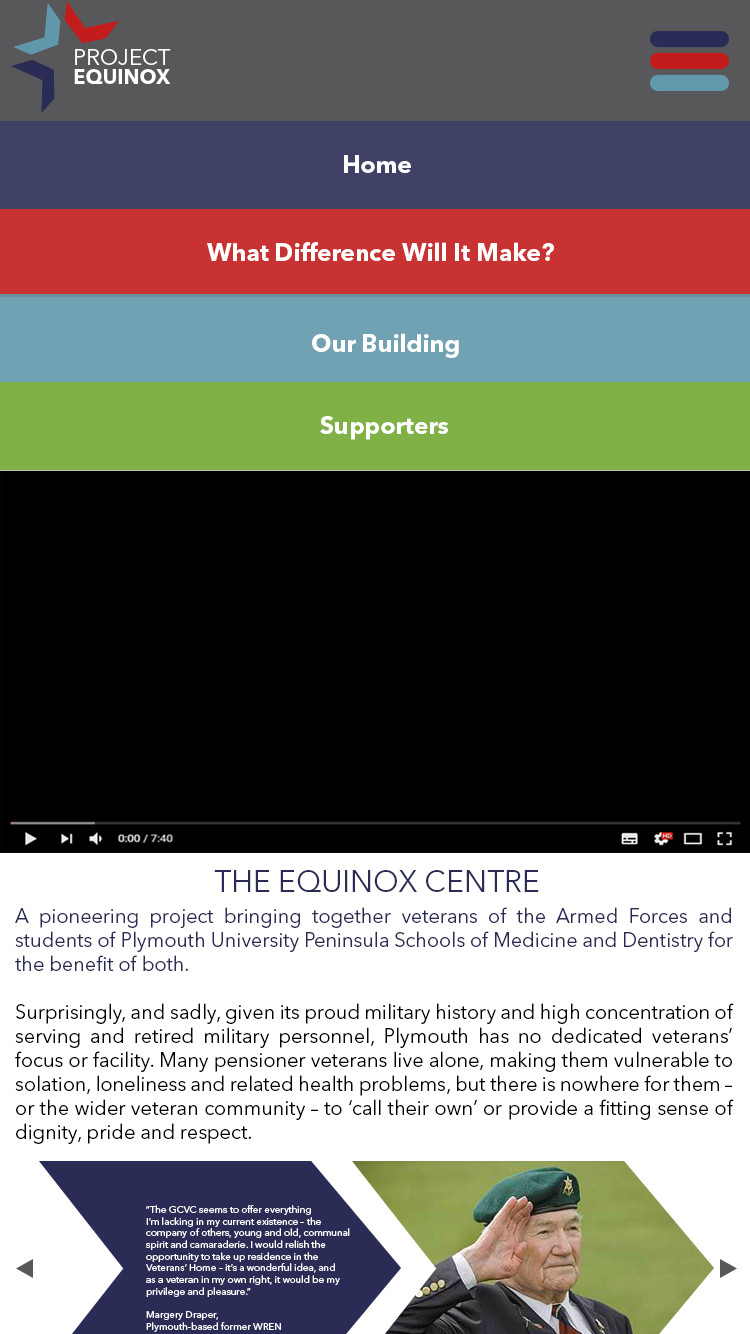 PROJECT
EQUINOX
Home
What Difference Will It Make?
Our Building
Supporters
0:00 / 7:40
HD
THE EQUINOX CENTRE
A pioneering project bringing together veterans of the Armed Forces and
students of Plymouth University Peninsula Schools of Medicine and Dentistry for
the benefit of both.
Surprisingly, and sadly, given its proud military history and high concentration of
serving and retired military personnel, Plymouth has no dedicated veterans’
focus or facility. Many pensioner veterans live alone, making them vulnerable to
solation, loneliness and related health problems, but there is nowhere for them –
or the wider veteran community – to ‘call their own’ or provide a fitting sense of
dignity, pride and respect.
“The GCVC seems to offer everything
I’m lacking in my current existence – the
company of others, young and old, communal
spirit and camaraderie. I would relish the
opportunity to take up residence in the
Veterans’ Home – it’s a wonderful idea, and
as a veteran in my own right, it would be my
privilege and pleasure.”
Margery Draper,
Plymouth-based former WREN